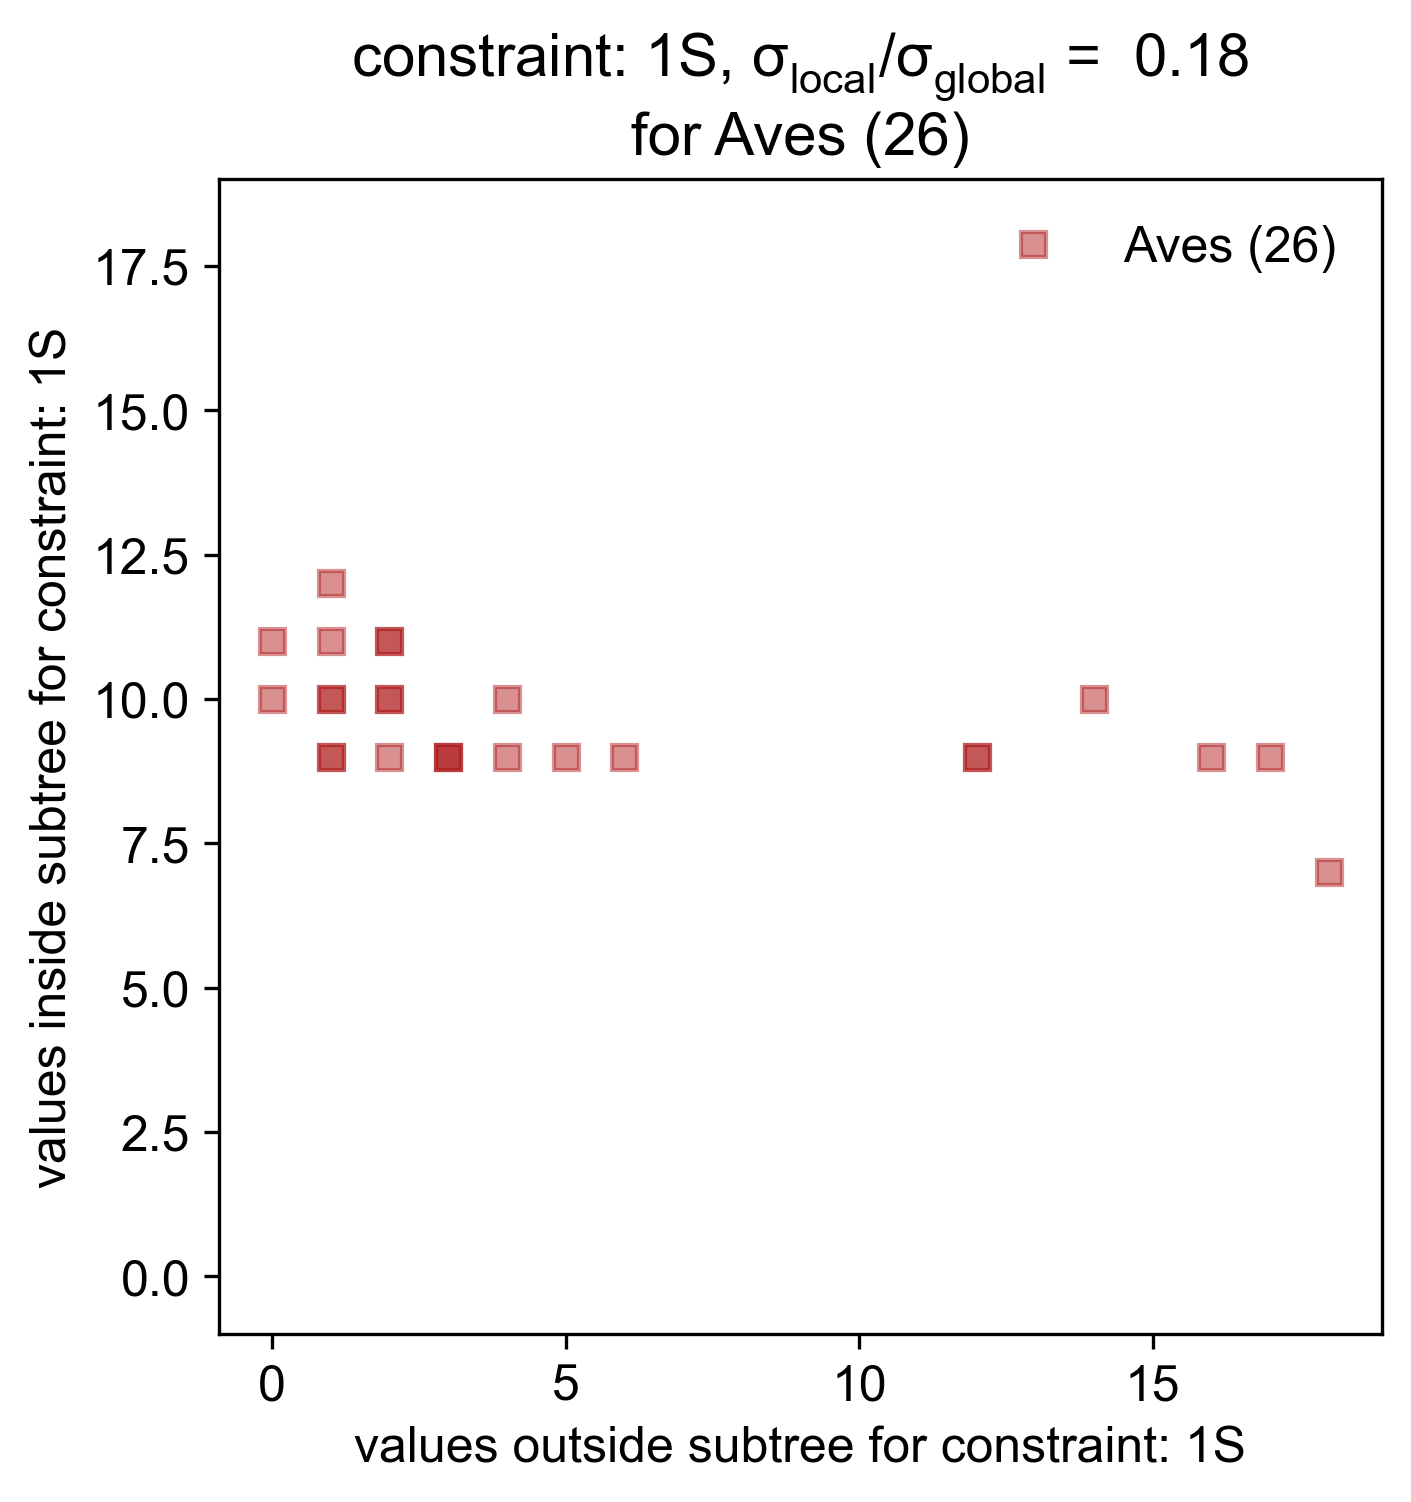 constraint: 1S, σlocal/σglobal = 0.18
for Aves (26)
Aves (26)
17.5
15.0
12.5
10.0
7.5
5.0
2.5
0.0
values inside subtree for constraint: 1S
0 5 10 15
values outside subtree for constraint: 1S